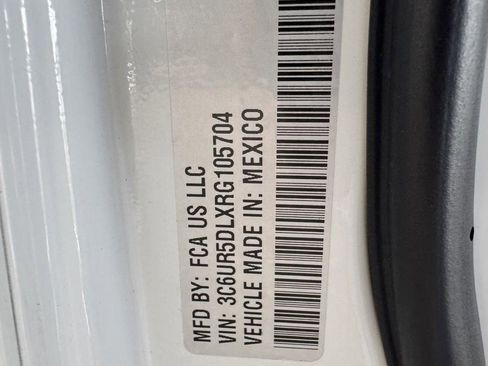 MFD BY: FCA US LLC
VIN: 3C6UR5DLXRG105704
VEHICLE MADE IN: MEXICO